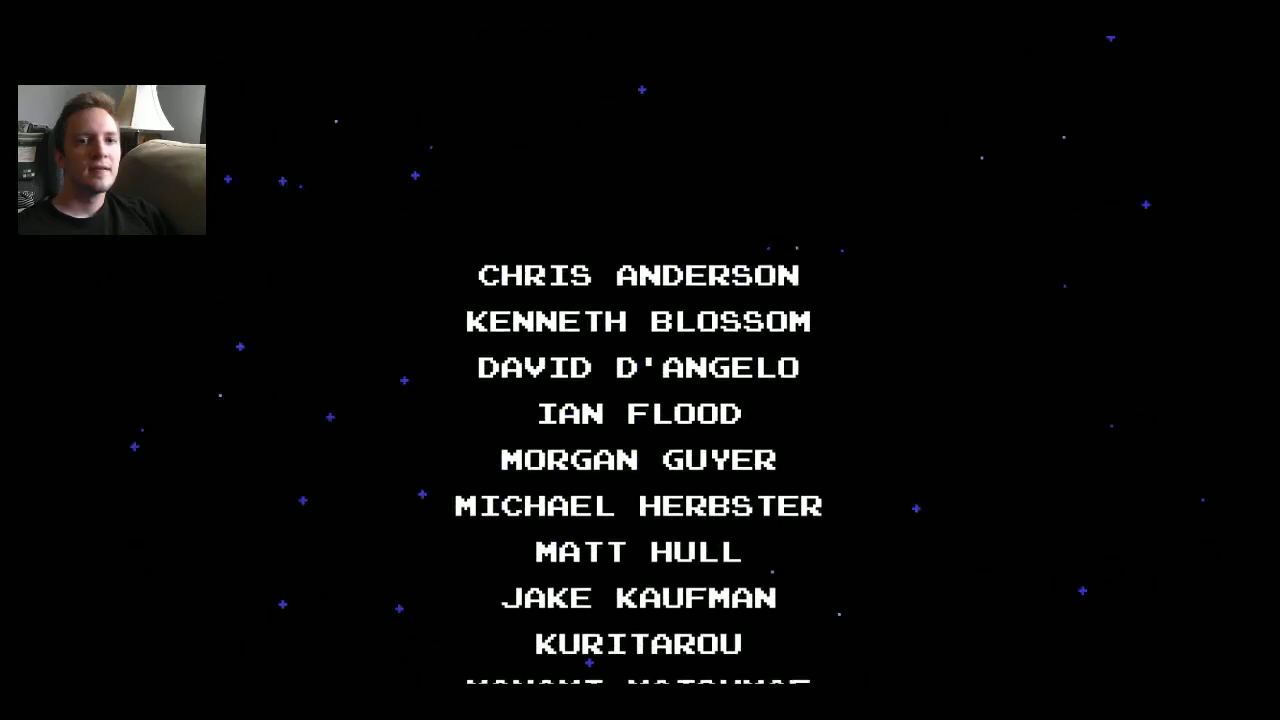 CHRIS ANDERSON
KENNETH BLOSSOM
DAVID D'ANGELO
IAN FLOOD
MORGAN GUYER
MICHAEL HERBSTER
MATT HULL
JAKE KAUFMAN
KURITAROU